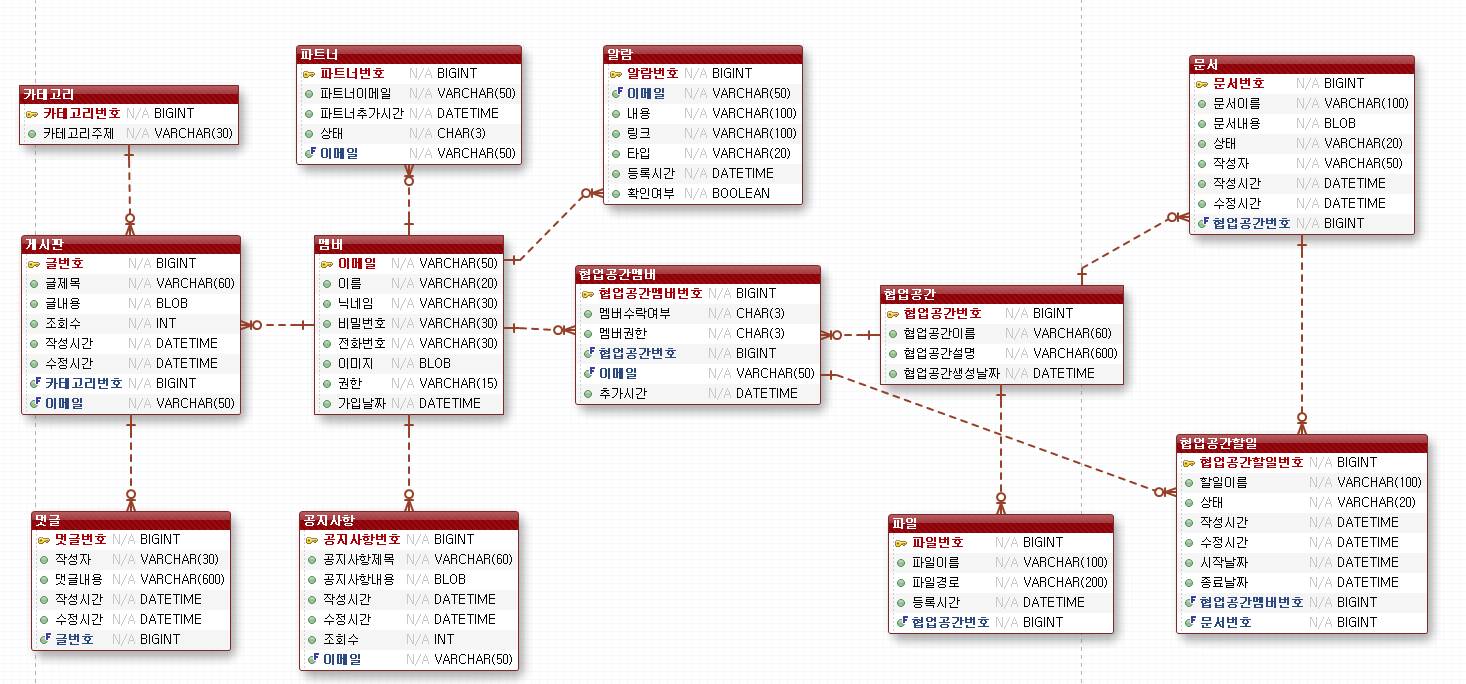 카테고리
카테고리번호 N/A BIGINT
카테고리주제 N/A VARCHAR(30)
파트너
파트너번호 N/A BIGINT
파트너이메일 N/A VARCHAR(50)
파트너추가시간 N/A DATETIME
상태 N/A CHAR(3)
이메일 N/A VARCHAR(50)
알람
알람번호 N/A BIGINT
이메일 N/A VARCHAR(50)
내용 N/A VARCHAR(100)
링크 N/A VARCHAR(100)
타입 N/A VARCHAR(20)
등록시간 N/A DATETIME
확인여부 N/A BOOLEAN
문서
문서번호 N/A BIGINT
문서이름 N/A VARCHAR(100)
문서내용 N/A BLOB
상태 N/A VARCHAR(20)
작성자 N/A VARCHAR(50)
작성시간 N/A DATETIME
수정시간 N/A DATETIME
협업공간번호 N/A BIGINT
게시판
글번호 N/A BIGINT
글제목 N/A VARCHAR(60)
글내용 N/A BLOB
조회수 N/A INT
작성시간 N/A DATETIME
수정시간 N/A DATETIME
카테고리번호 N/A BIGINT
이메일 N/A VARCHAR(50)
멤버
이메일 N/A VARCHAR(50)
이름 N/A VARCHAR(20)
닉네임 N/A VARCHAR(30)
비밀번호 N/A VARCHAR(30)
전화번호 N/A VARCHAR(30)
이미지 N/A BLOB
권한 N/A VARCHAR(15)
가입날짜 N/A DATETIME
협업공간멤버
협업공간멤버번호 N/A BIGINT
멤버수락여부 N/A CHAR(3)
멤버권한 N/A CHAR(3)
협업공간번호 N/A BIGINT
이메일 N/A VARCHAR(50)
추가시간 N/A DATETIME
협업공간
협업공간번호 N/A BIGINT
협업공간이름 N/A VARCHAR(60)
협업공간설명 N/A VARCHAR(600)
협업공간생성날짜 N/A DATETIME
댓글
댓글번호 N/A BIGINT
작성자 N/A VARCHAR(30)
댓글내용 N/A VARCHAR(600)
작성시간 N/A DATETIME
수정시간 N/A DATETIME
글번호 N/A BIGINT
공지사항
공지사항번호 N/A BIGINT
공지사항제목 N/A VARCHAR(60)
공지사항내용 N/A BLOB
작성시간 N/A DATETIME
수정시간 N/A DATETIME
조회수 N/A INT
이메일 N/A VARCHAR(50)
파일
파일번호 N/A BIGINT
파일이름 N/A VARCHAR(100)
파일경로 N/A VARCHAR(200)
등록시간 N/A DATETIME
협업공간번호 N/A BIGINT
협업공간할일
협업공간할일번호 N/A BIGINT
할일이름 N/A VARCHAR(100)
상태 N/A VARCHAR(20)
작성시간 N/A DATETIME
수정시간 N/A DATETIME
시작날짜 N/A DATETIME
종료날짜 N/A DATETIME
협업공간멤버번호 N/A BIGINT
문서번호 N/A BIGINT